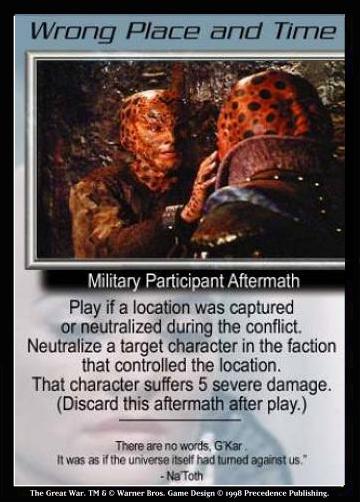 Wrong Place and Time
Military Participant Aftermath
Play if a location was captured
or neutralized during the conflict.
Neutralize a target character in the faction
that controlled the location.
That character suffers 5 severe damage.
(Discard this aftermath after play.)
There are no words, G'Kar .
It was as if the universe itself had turned against us."
- Na'Toth
The Great War. TM & © Warner Bros. Game Design © 1998 Precedence Publishing.